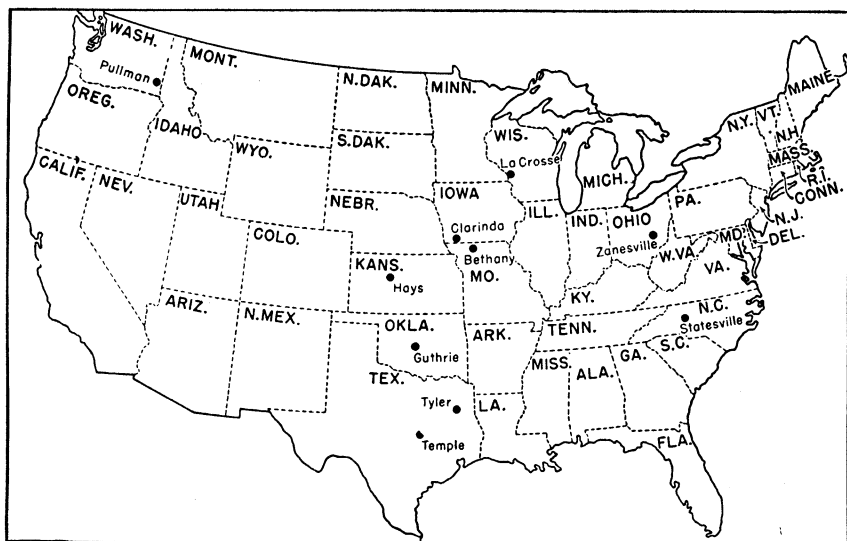 WASH.
MONT.
N.DAK.
MINN.
MAINE
Pullman
OREG.
IDAHO
WYO.
S.DAK.
WIS.
La Crosse
MICH.
N.Y.
VT.
N.H.
MASS.
R.I.
CONN.
CALIF.
NEV.
UTAH
COLO.
NEBR.
IOWA
ILL.
IND.
OHIO
PA.
N.J.
DEL.
MD.
Clarinda
Bethany
Zanesville
W.VA.
VA.
KANS.
Hays
MO.
KY.
ARIZ.
N.MEX.
OKLA.
Guthrie
ARK.
TENN.
N.C.
Statesville
S.C.
TEX.
Tyler
Temple
LA.
MISS.
ALA.
GA.
FLA.